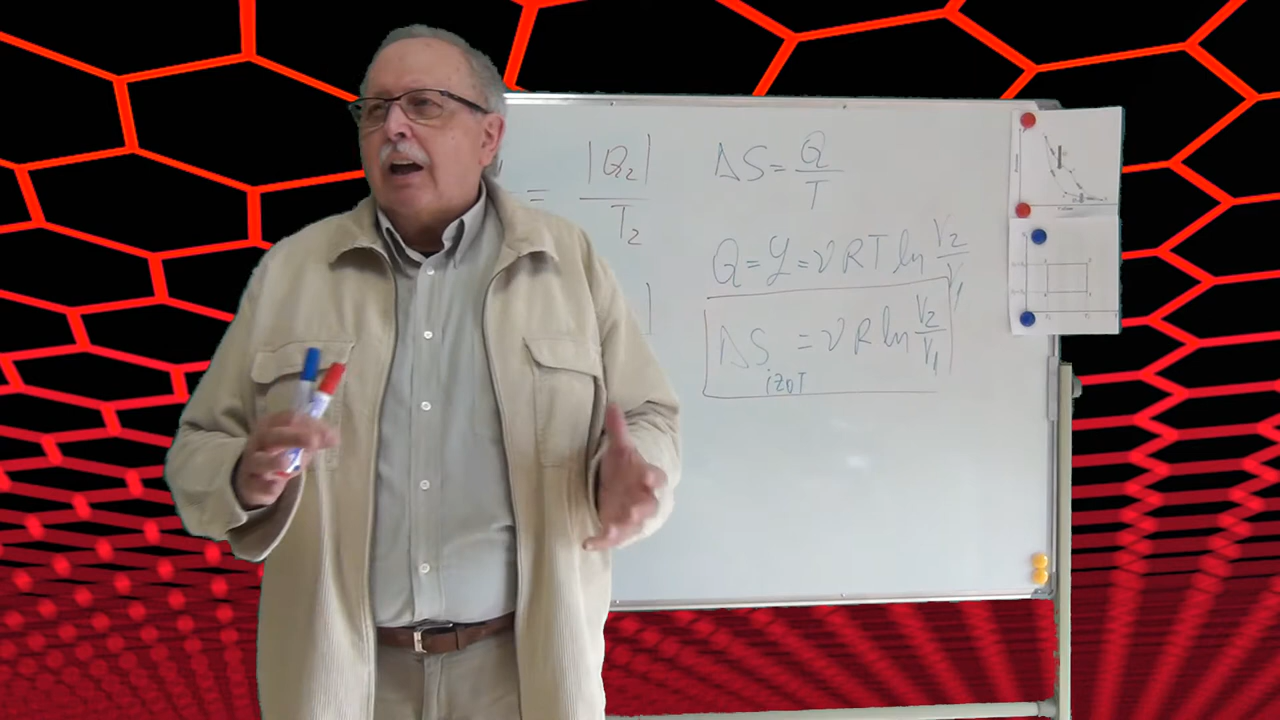 = |Q₂| / T₂
ΔS = Q / T
Q = L = νRT ln V₂ / V₁
ΔS izoT = νR ln V₂ / V₁